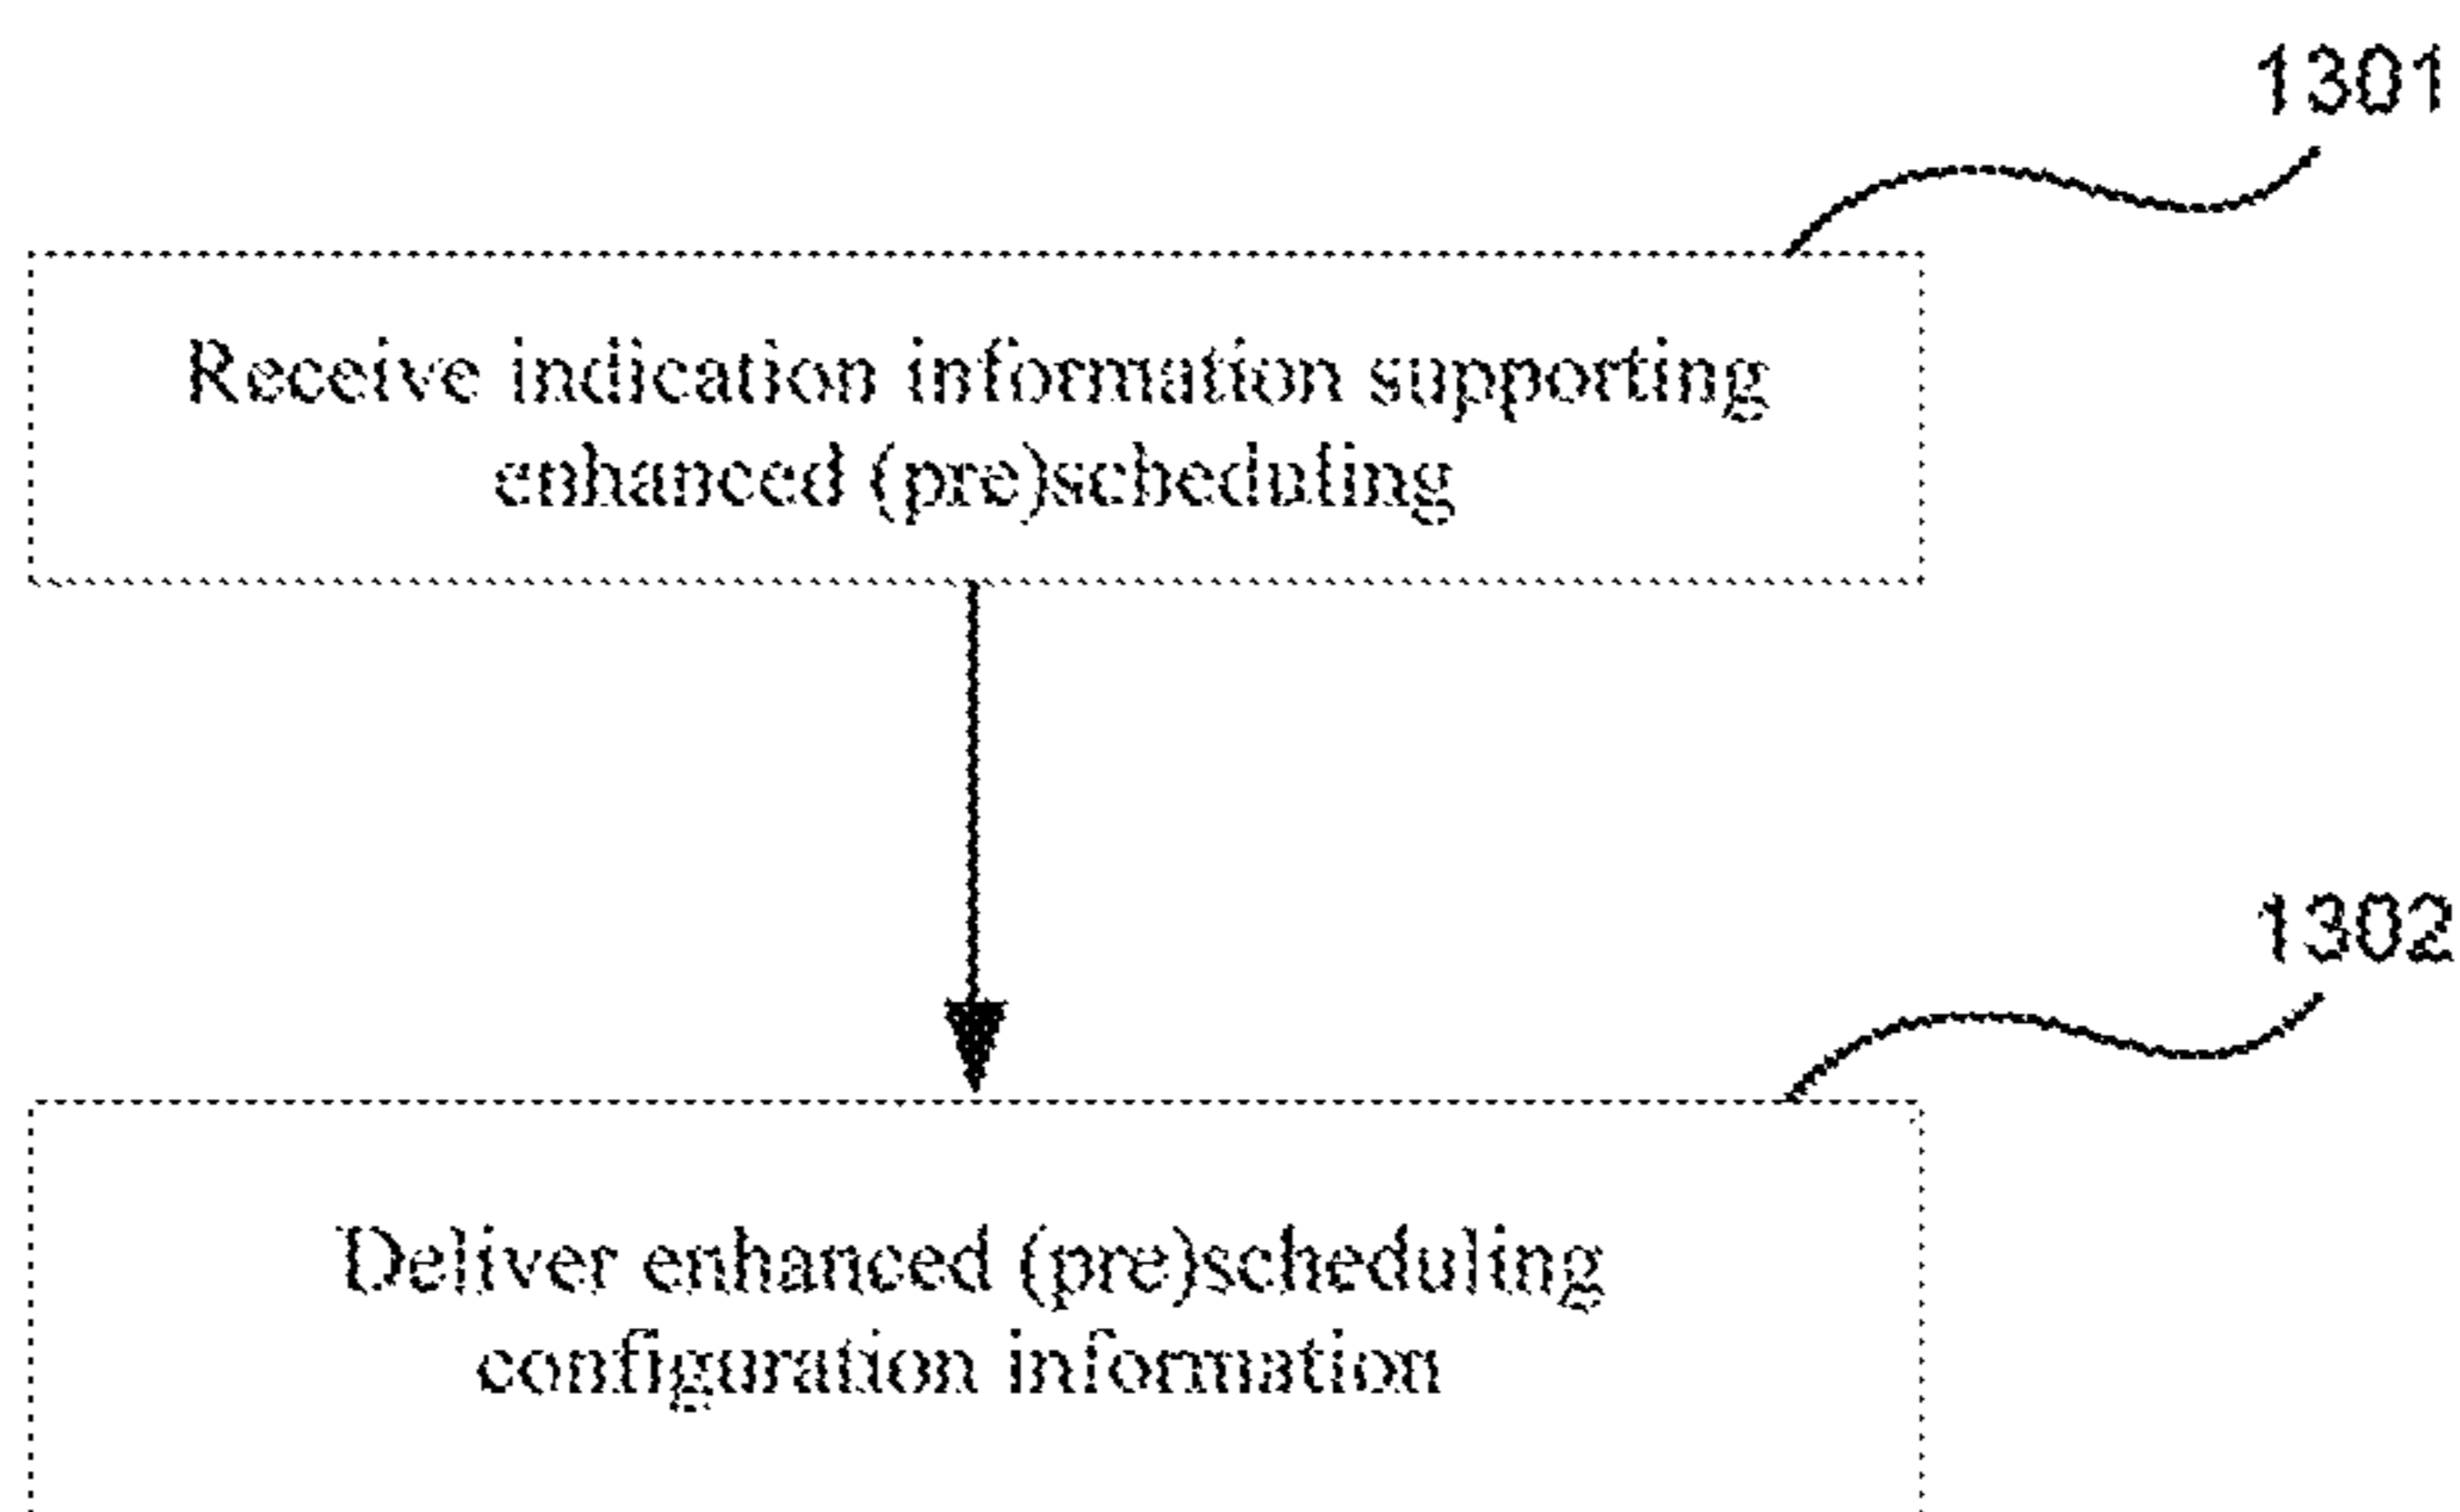 1301
Receive indication information supporting
enhanced (pre)scheduling
1302
Deliver enhanced (pre)scheduling
configuration information